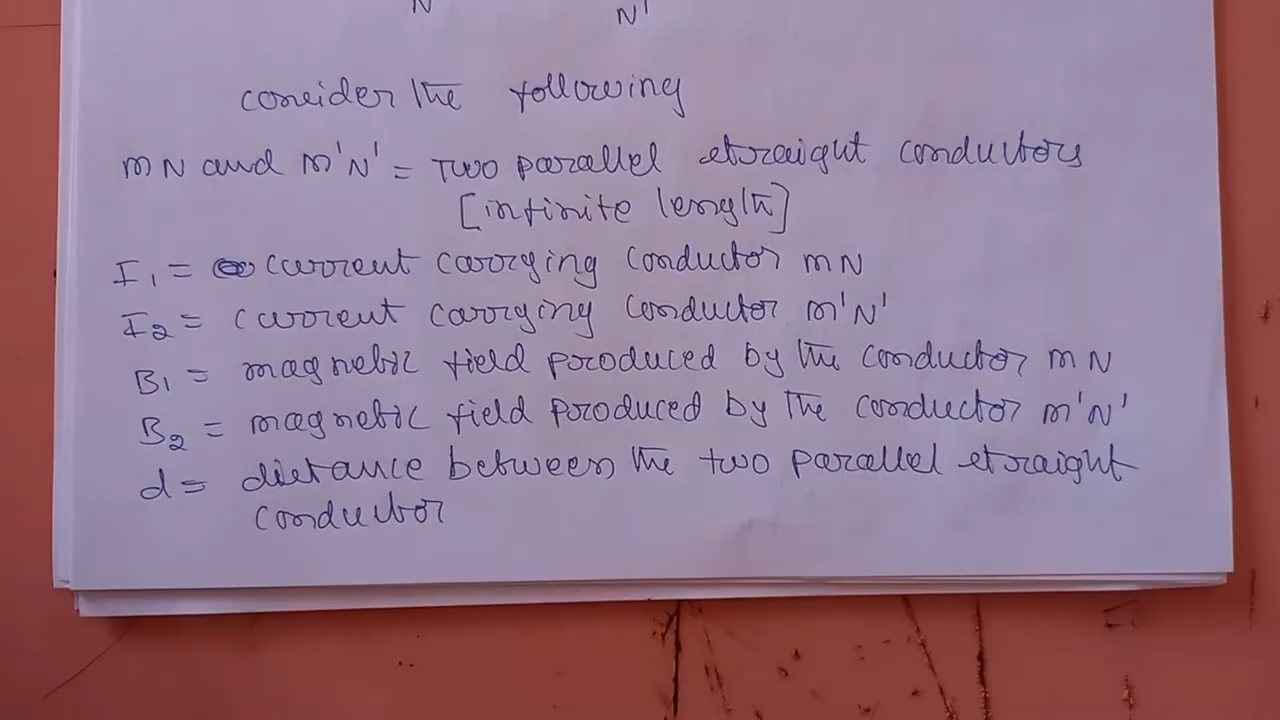 N N'
consider the following
MN and M'N' = Two parallel straight conductors
[infinite length]
I1 = current carrying conductor MN
I2 = current carrying conductor M'N'
B1 = magnetic field produced by the conductor MN
B2 = magnetic field produced by the conductor M'N'
d = distance between the two parallel straight
conductor